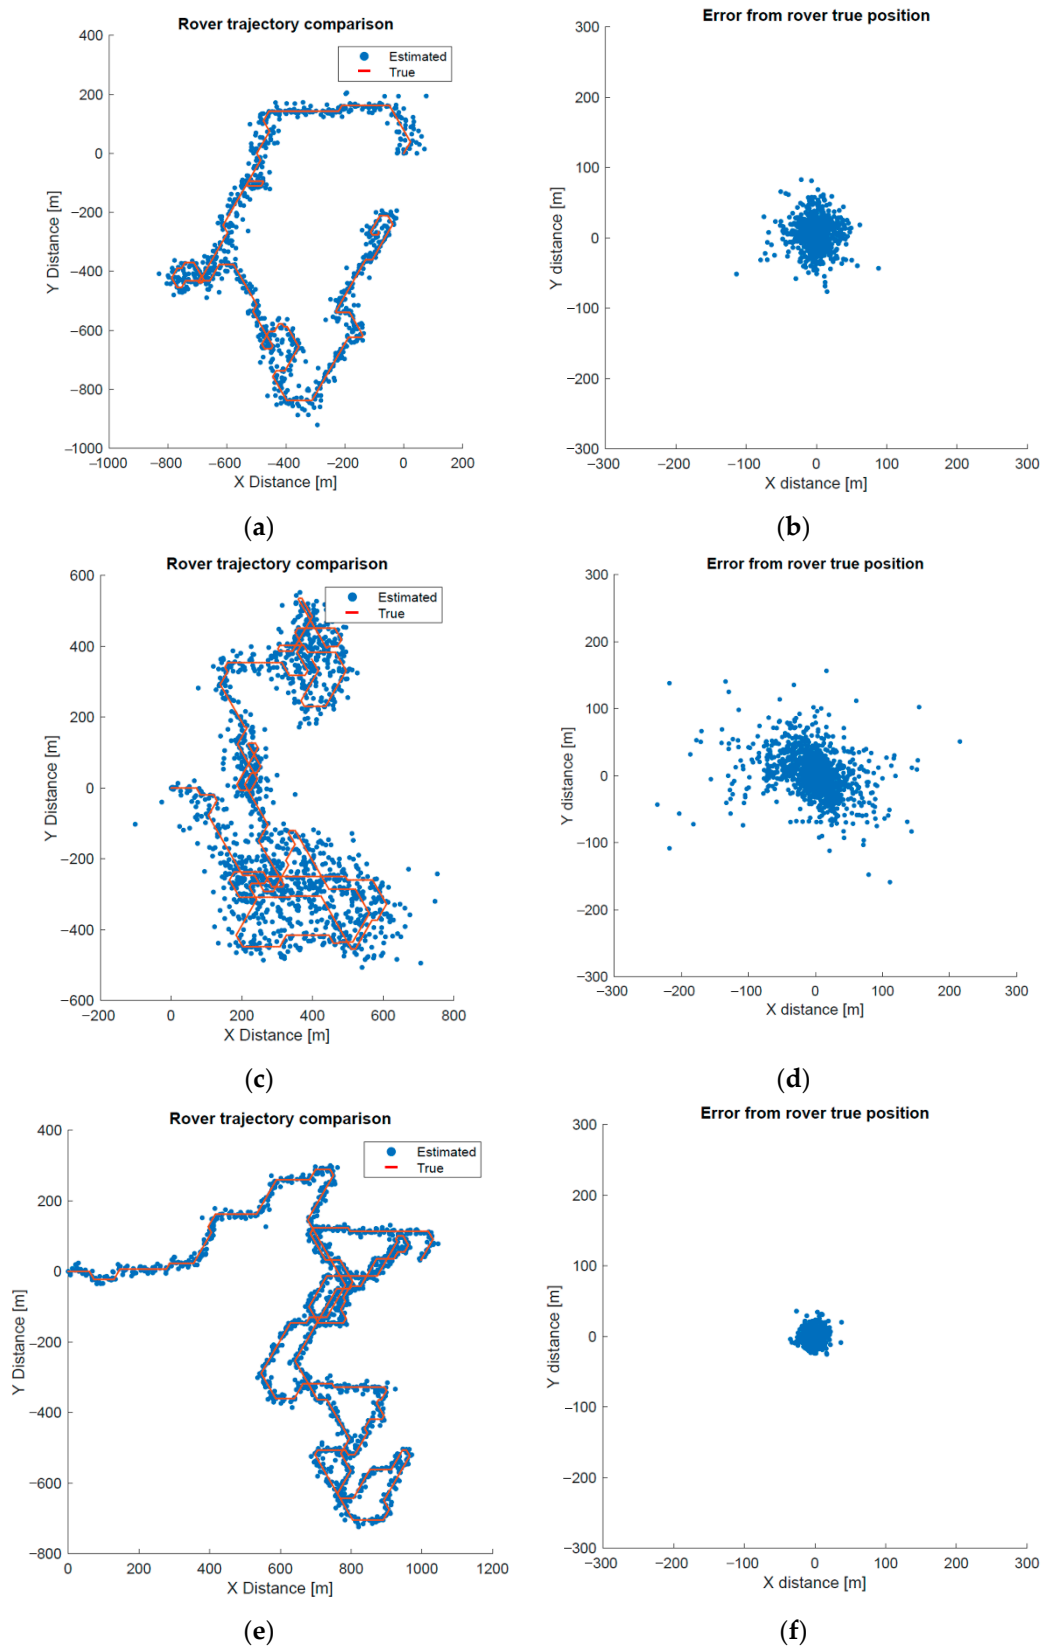 Rover trajectory comparison
400
200
0
−200
−400
−600
−800
−1000
−1000 −800 −600 −400 −200 0 200
Y Distance [m]
X Distance [m]
Estimated
True
(a)
Error from rover true position
300
200
100
0
−100
−200
−300
−300 −200 −100 0 100 200 300
Y distance [m]
X distance [m]
(b)
Rover trajectory comparison
600
400
200
0
−200
−400
−600
−200 0 200 400 600 800
Y Distance [m]
X Distance [m]
Estimated
True
(c)
Error from rover true position
300
200
100
0
−100
−200
−300
−300 −200 −100 0 100 200 300
Y distance [m]
X distance [m]
(d)
Rover trajectory comparison
400
200
0
−200
−400
−600
−800
0 200 400 600 800 1000 1200
Y Distance [m]
X Distance [m]
Estimated
True
(e)
Error from rover true position
300
200
100
0
−100
−200
−300
−300 −200 −100 0 100 200 300
Y distance [m]
X distance [m]
(f)